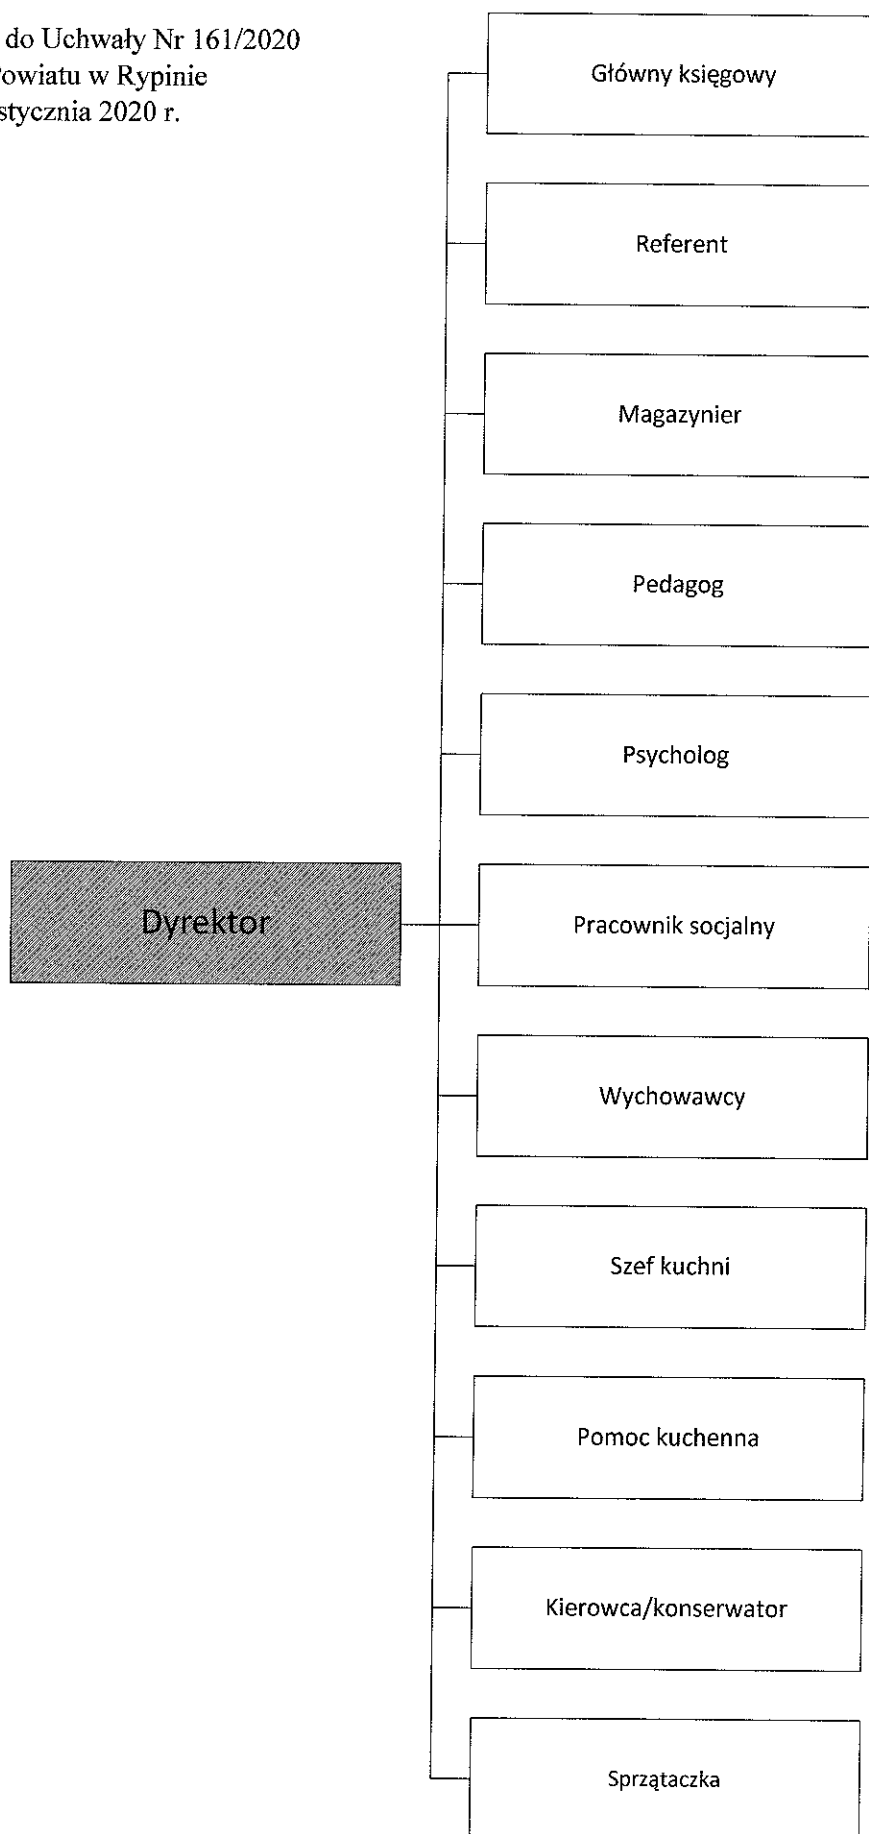 do Uchwały Nr 161/2020
Powiatu w Rypinie
stycznia 2020 r.
Główny księgowy
Referent
Magazynier
Pedagog
Psycholog
Dyrektor
Pracownik socjalny
Wychowawcy
Szef kuchni
Pomoc kuchenna
Kierowca/konserwator
Sprzątaczka